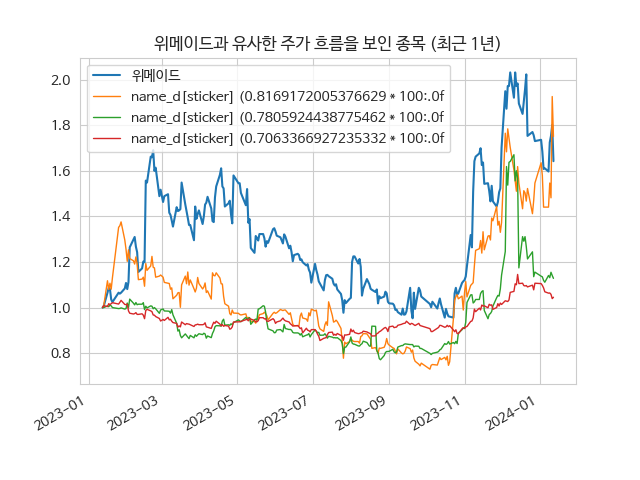 위메이드과 유사한 주가 흐름을 보인 종목 (최근 1년)
위메이드
name_d[sticker] (0.8169172005376629 * 100:.0f
name_d[sticker] (0.7805924438775462 * 100:.0f
name_d[sticker] (0.7063366927235332 * 100:.0f
2.0
1.8
1.6
1.4
1.2
1.0
0.8
2023-01
2023-03
2023-05
2023-07
2023-09
2023-11
2024-01